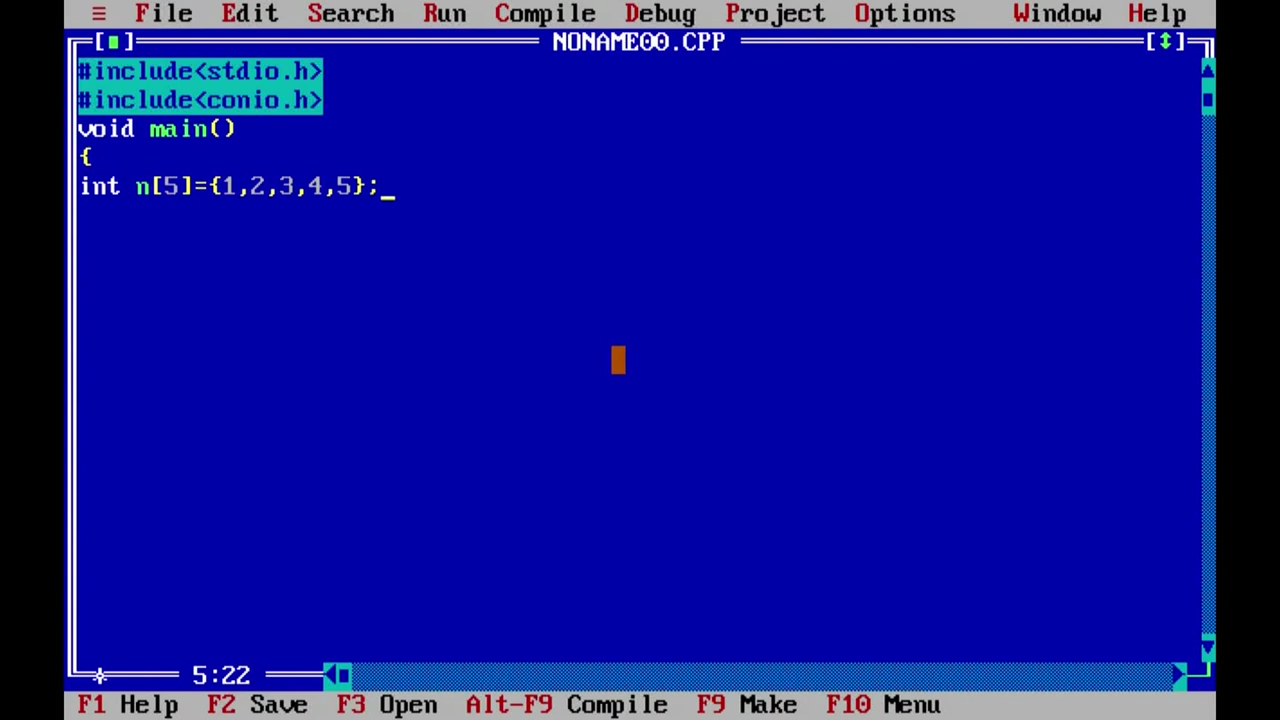 ≡ File Edit Search Run Compile Debug Project Options Window Help
[■] NONAME00.CPP [↕]
#include<stdio.h>
#include<conio.h>
void main()
{
int n[5]={1,2,3,4,5};_
5:22
F1 Help F2 Save F3 Open Alt-F9 Compile F9 Make F10 Menu